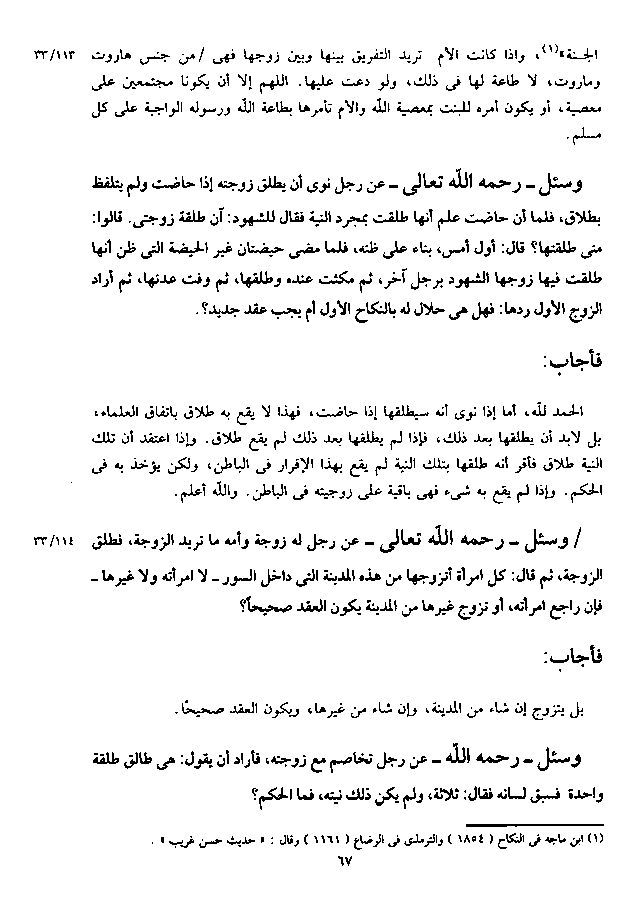 الجنة»(١)، وإذا كانت الأم تريد التفريق بينها وبين زوجها فهى /من جنس هاروت ٣٣/١١٣
وماروت، لا طاعة لها فى ذلك، ولو دعت عليها. اللهم إلا أن يكونا مجتمعين على
معصية، أو يكون أمره للبنت بمعصية الله والأم تأمرها بطاعة الله ورسوله الواجبة على كل
مسلم.
وسئل ـ رحمه الله تعالى ـ عن رجل نوى أن يطلق زوجته إذا حاضت ولم يتلفظ
بطلاق، فلما أن حاضت علم أنها طلقت بمجرد النية فقال للشهود: أن طلقة زوجتى. قالوا:
متى طلقتها؟ قال: أول أمس، بناء على ظنه، فلما مضى حيضتان غير الحيضة التى ظن أنها
طلقت فيها زوجها الشهود برجل آخر، ثم مكثت عنده وطلقها، ثم وفت عدتها، ثم أراد
الزوج الأول ردها: فهل هى حلال له بالنكاح الأول أم يجب عقد جديد؟.
فأجاب:
الحمد لله، أما إذا نوى أنه سيطلقها إذا حاضت، فهذا لا يقع به طلاق باتفاق العلماء،
بل لابد أن يطلقها بعد ذلك، فإذا لم يطلقها بعد ذلك لم يقع طلاق. وإذا اعتقد أن تلك
النية طلاق فأقر أنه طلقها بتلك النية لم يقع بهذا الإقرار فى الباطن، ولكن يؤخذ به فى
الحكم. وإذا لم يقع به شىء فهى باقية على زوجيته فى الباطن. والله أعلم.
/ وسئل ـ رحمه الله تعالى ـ عن رجل له زوجة وأمه ما تريد الزوجة، فطلق ٣٣/١١٤
الزوجة، ثم قال: كل امرأة أتزوجها من هذه المدينة التى داخل السور ـ لا امرأته ولا غيرها ـ
فإن راجع امرأته، أو تزوج غيرها من المدينة يكون العقد صحيحاً؟
فأجاب:
بل يتزوج إن شاء من المدينة، وإن شاء من غيرها، ويكون العقد صحيحًا.
وسئل ـ رحمه الله ـ عن رجل تخاصم مع زوجته، فأراد أن يقول: هى طالق طلقة
واحدة فسبق لسانه فقال: ثلاثة، ولم يكن ذلك نيته، فما الحكم؟
(١) ابن ماجه فى النكاح ( ١٨٥٤ ) والترمذى فى الرضاع ( ١١٦١ ) وقال : « حديث حسن غريب » .
٦٧